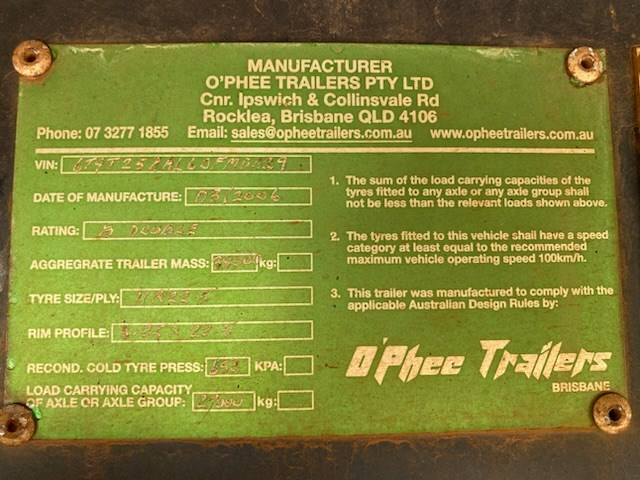 MANUFACTURER
O'PHEE TRAILERS PTY LTD
Cnr. Ipswich & Collinsvale Rd
Rocklea, Brisbane QLD 4106
Phone: 07 3277 1855 Email: sales@opheetrailers.com.au www.opheetrailers.com.au
VIN:
DATE OF MANUFACTURE: 03/2006
RATING: B DOUBLE
AGGREGRATE TRAILER MASS: kg:
TYRE SIZE/PLY:
RIM PROFILE:
RECOND. COLD TYRE PRESS: KPA:
LOAD CARRYING CAPACITY
OF AXLE OR AXLE GROUP: kg:
1. The sum of the load carrying capacities of the
tyres fitted to any axle or any axle group shall
not be less than the relevant loads shown above.
2. The tyres fitted to this vehicle shall have a speed
category at least equal to the recommended
maximum vehicle operating speed 100km/h.
3. This trailer was manufactured to comply with the
applicable Australian Design Rules by:
O'Phee Trailers
BRISBANE